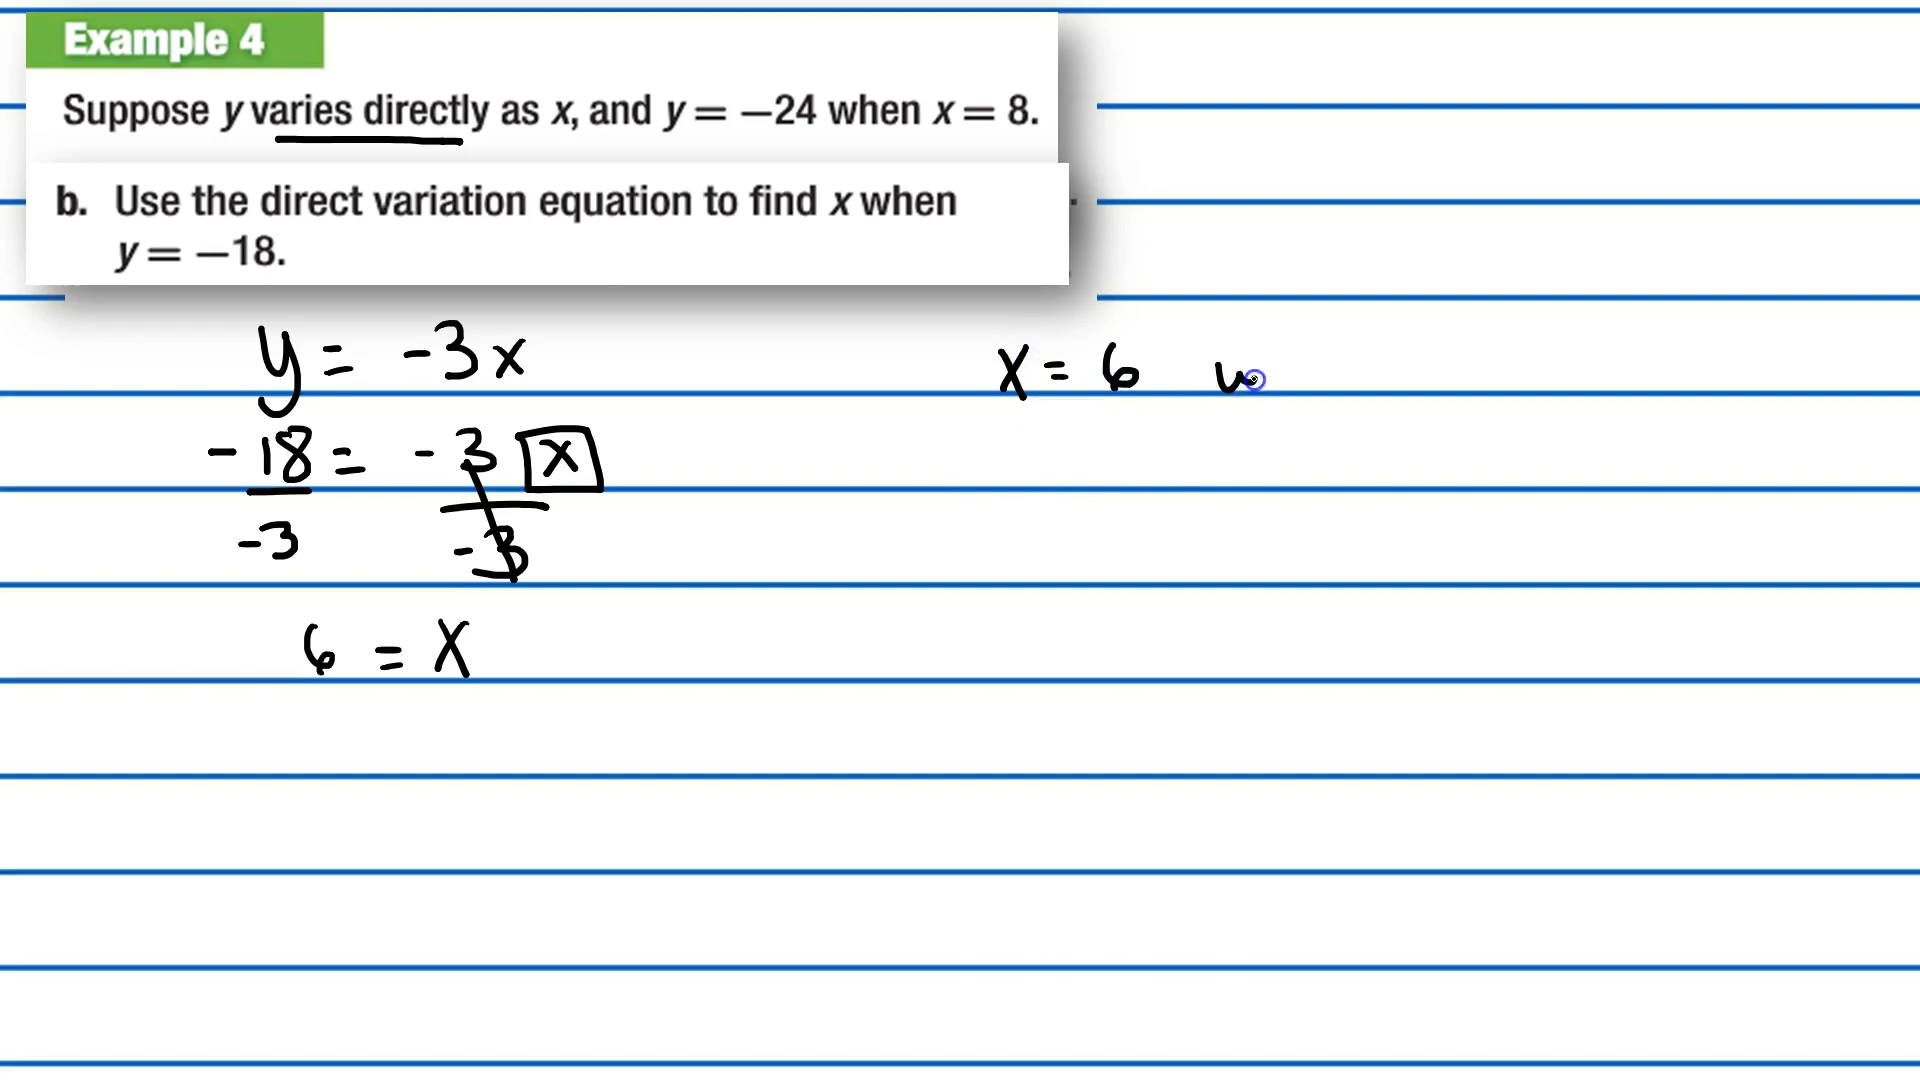 Example 4
Suppose y varies directly as x, and y = −24 when x = 8.
b. Use the direct variation equation to find x when
y = −18.
y = -3x
-18 = -3 x
-3 -3
6 = x
x = 6 w